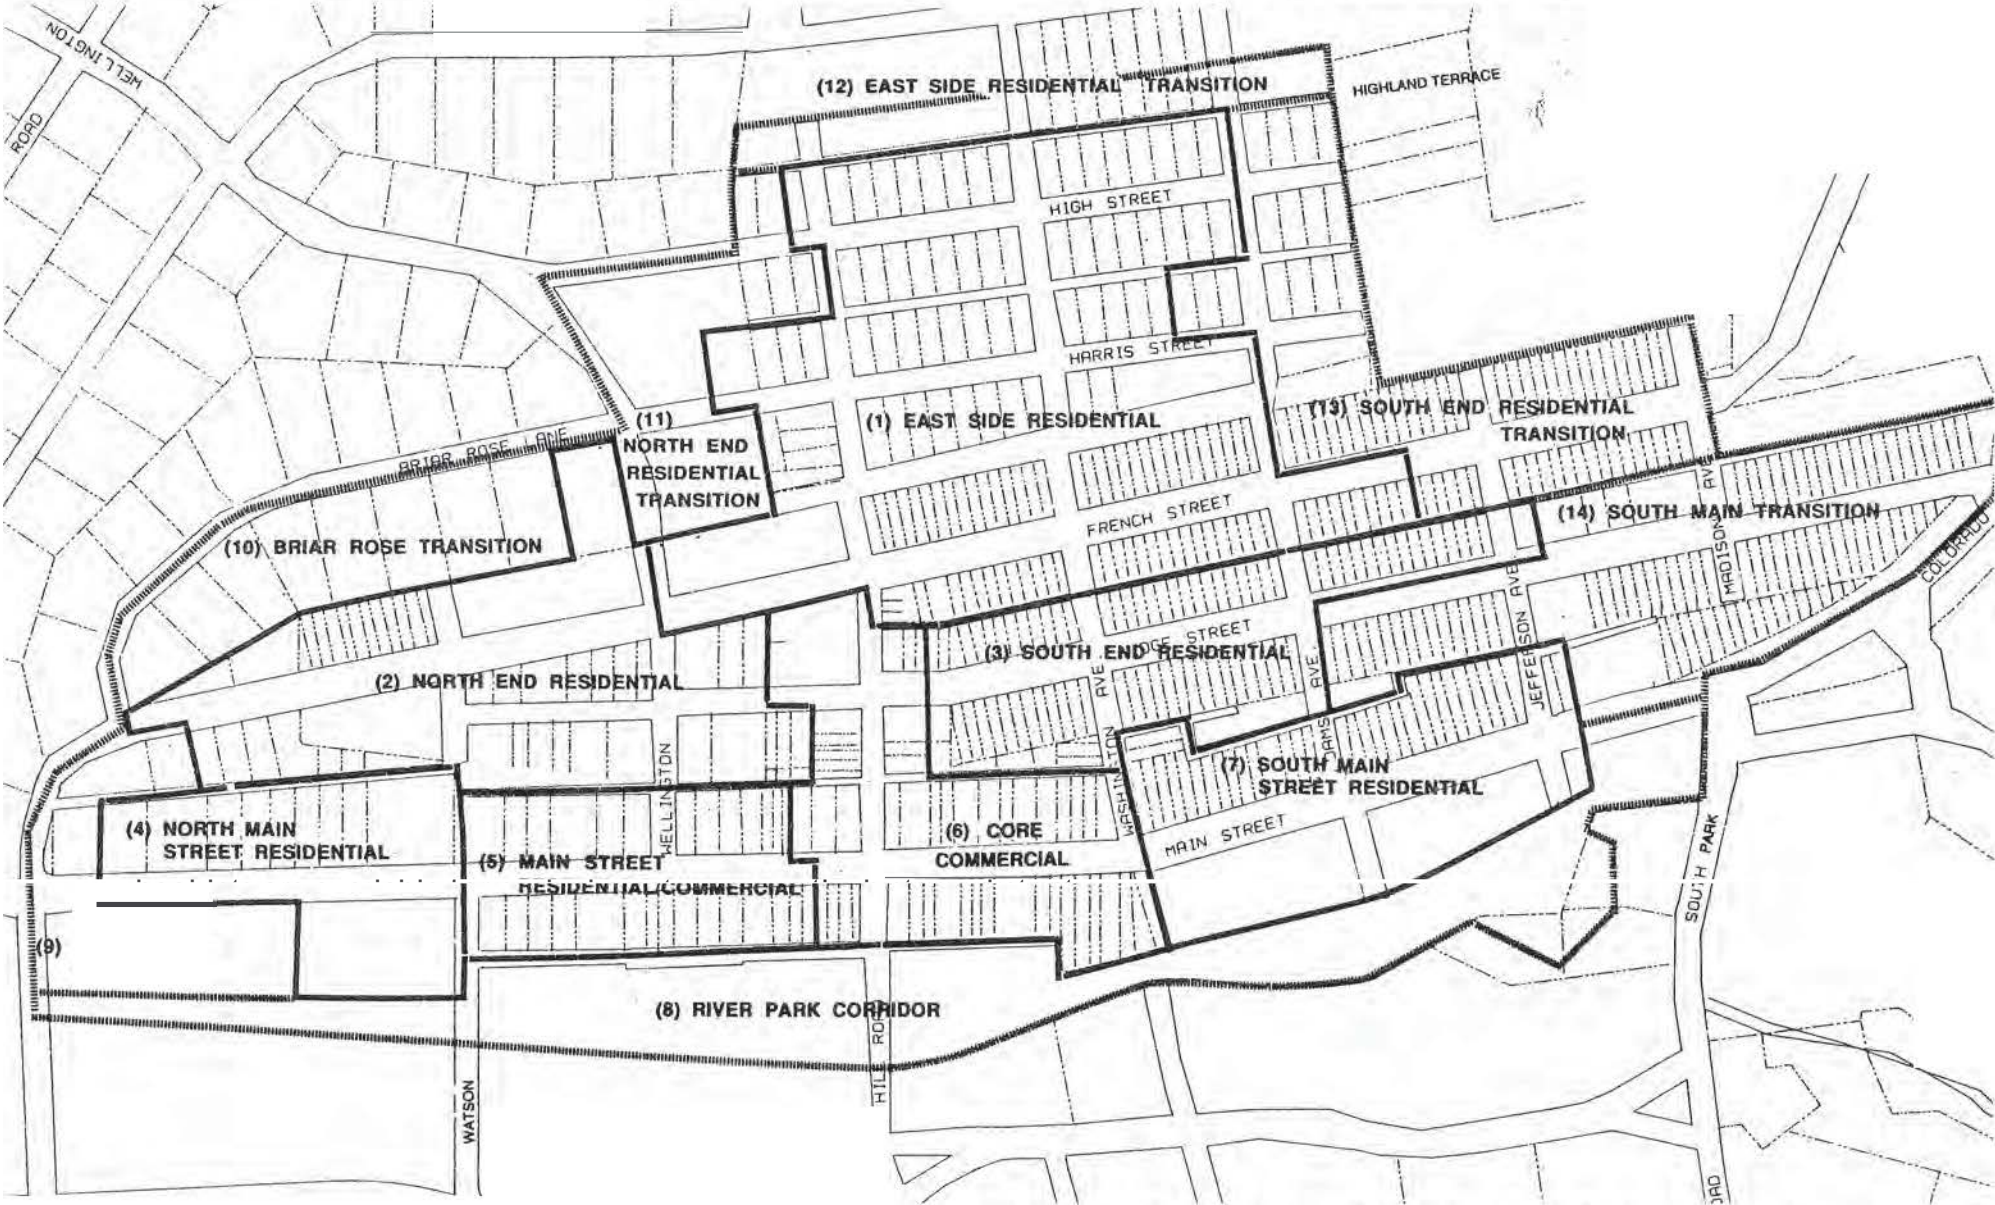 WELLINGTON
ROAD
(12) EAST SIDE RESIDENTIAL TRANSITION
HIGHLAND TERRACE
HIGH STREET
HARRIS STREET
(11)
NORTH END
RESIDENTIAL
TRANSITION
(1) EAST SIDE RESIDENTIAL
(13) SOUTH END RESIDENTIAL
TRANSITION
BRIAR ROSE LANE
(10) BRIAR ROSE TRANSITION
FRENCH STREET
(14) SOUTH MAIN TRANSITION
MADISON AVE
COLORADO
JEFFERSON AVE
(3) SOUTH END RESIDENTIAL
AVE
AVE.
(2) NORTH END RESIDENTIAL
WELLINGTON
(7) SOUTH MAIN
STREET RESIDENTIAL
MAIN STREET
(4) NORTH MAIN
STREET RESIDENTIAL
(5) MAIN STREET
RESIDENTIAL/COMMERCIAL
(6) CORE
COMMERCIAL
SOUTH PARK
(9)
(8) RIVER PARK CORRIDOR
HILL ROAD
WATSON